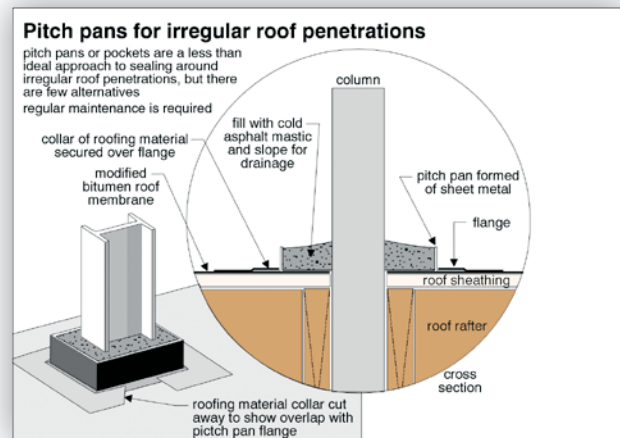 Pitch pans for irregular roof penetrations
pitch pans or pockets are a less than
ideal approach to sealing around
irregular roof penetrations, but there
are few alternatives
regular maintenance is required
collar of roofing material
secured over flange
modified
bitumen roof
membrane
column
fill with cold
asphalt mastic
and slope for
drainage
pitch pan formed
of sheet metal
flange
roof sheathing
roof rafter
cross
section
roofing material collar cut
away to show overlap with
pictch pan flange